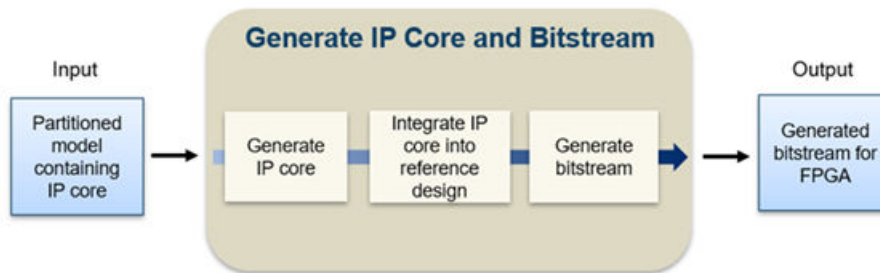 Generate IP Core and Bitstream
Input
Partitioned
model
containing
IP core
Generate
IP core
Integrate IP
core into
reference
design
Generate
bitstream
Output
Generated
bitstream for
FPGA